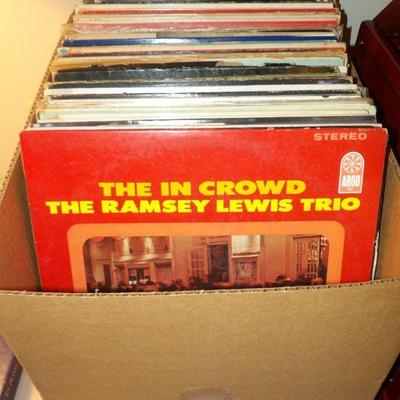 STEREO
ARGO
THE IN CROWD
THE RAMSEY LEWIS TRIO